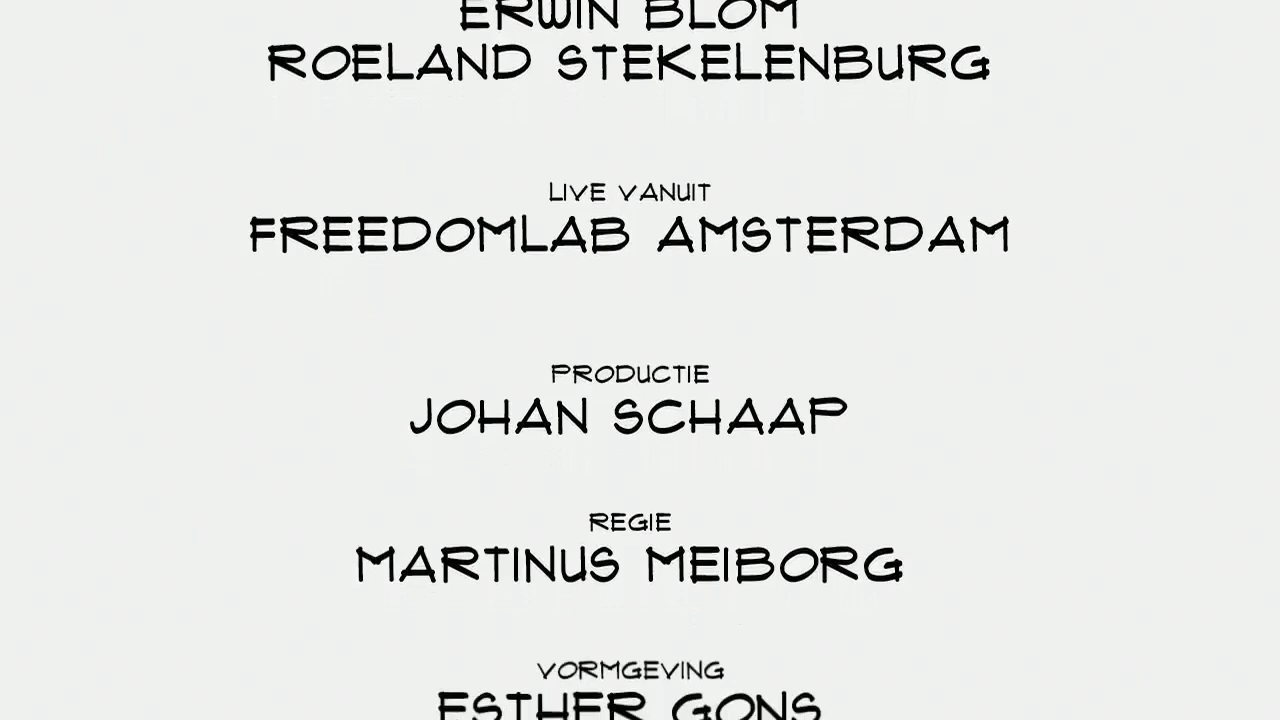 ERWIN BLOM
ROELAND STEKELENBURG
LIVE VANUIT
FREEDOMLAB AMSTERDAM
PRODUCTIE
JOHAN SCHAAP
REGIE
MARTINUS MEIBORG
VORMGEVING
ESTHER GONS